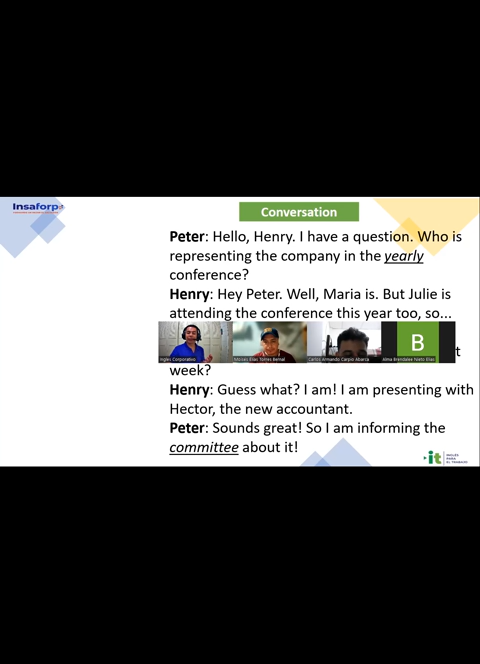 Insaforp
Conversation
Peter: Hello, Henry. I have a question. Who is
representing the company in the yearly
conference?
Henry: Hey Peter. Well, Maria is. But Julie is
attending the conference this year too, so...
Ingles Corporativo
Moises Elias Torres Bernal
Carlos Armando Carpio Abarca
B
Alma Brendalee Nieto Elias
t
week?
Henry: Guess what? I am! I am presenting with
Hector, the new accountant.
Peter: Sounds great! So I am informing the
committee about it!
it
INGLÉS
PARA
EL TRABAJO